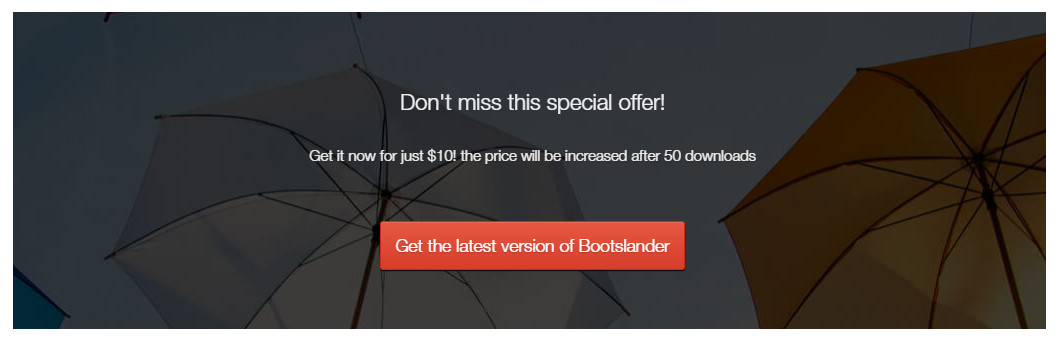 Don't miss this special offer!
Get it now for just $10! the price will be increased after 50 downloads
Get the latest version of Bootslander